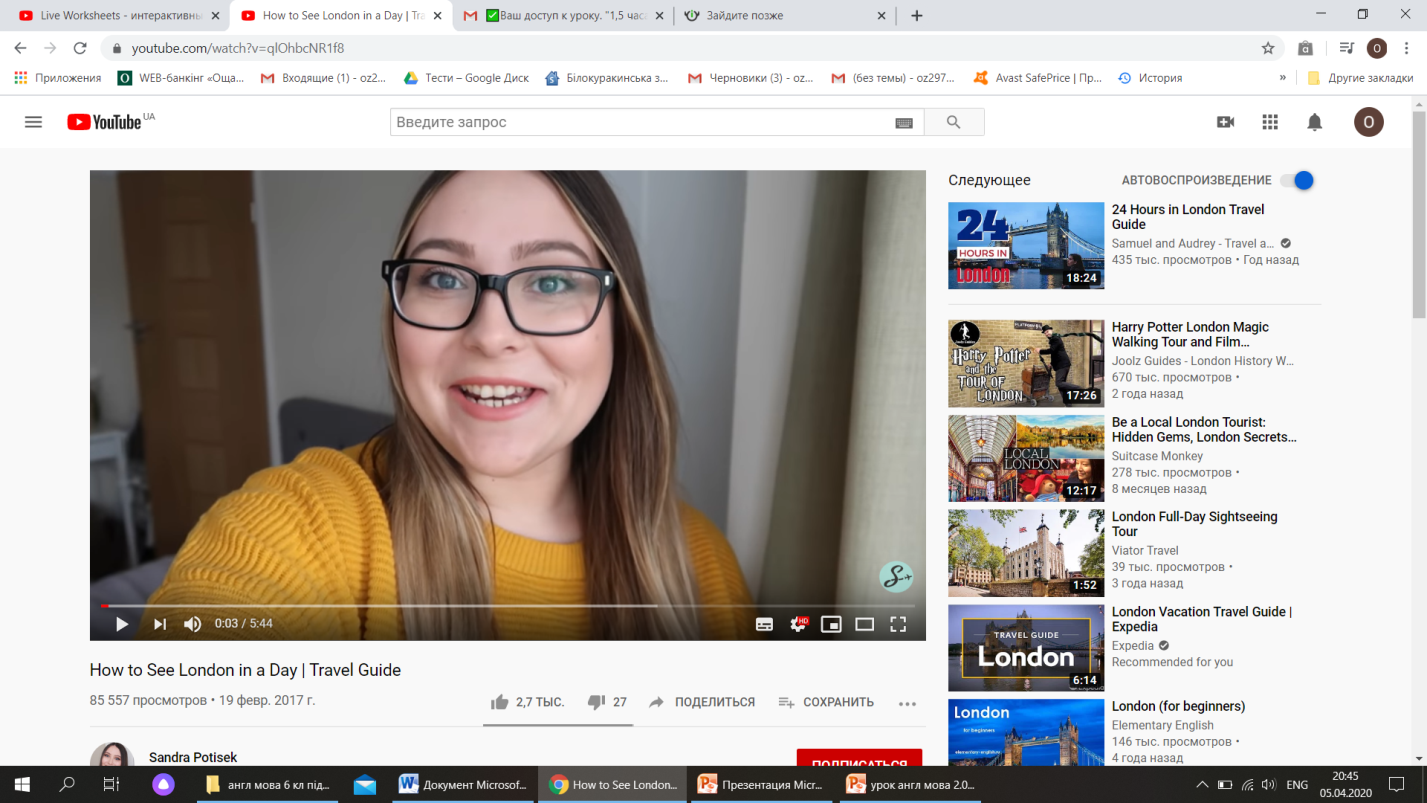 Live Worksheets - интерактивны
How to See London in a Day | Tra
Ваш доступ к уроку. "1,5 часа
Зайдите позже
youtube.com/watch?v=qlOhbcNR1f8
O
Приложения
WEB-банкінг «Оща...
Входящие (1) - oz2...
Тести – Google Диск
Білокуракинська з...
Черновики (3) - oz...
(без темы) - oz297...
Avast SafePrice | Пр...
История
»
Другие закладки
YouTube UA
Введите запрос
O
Следующее
АВТОВОСПРОИЗВЕДЕНИЕ
24
HOURS IN
London
18:24
24 Hours in London Travel
Guide
Samuel and Audrey - Travel a...
435 тыс. просмотров • Год назад
Harry Potter
and the
TOUR OF
LONDON
17:26
Harry Potter London Magic
Walking Tour and Film...
Joolz Guides - London History W...
670 тыс. просмотров •
2 года назад
LOCAL
LONDON
12:17
Be a Local London Tourist:
Hidden Gems, London Secrets...
Suitcase Monkey
278 тыс. просмотров •
8 месяцев назад
1:52
London Full-Day Sightseeing
Tour
Viator Travel
39 тыс. просмотров •
3 года назад
TRAVEL GUIDE
London
6:14
London Vacation Travel Guide |
Expedia
Expedia
Recommended for you
London
for beginners
elementary english
London (for beginners)
Elementary English
146 тыс. просмотров •
4 года назад
S
0:03 / 5:44
HD
How to See London in a Day | Travel Guide
85 557 просмотров • 19 февр. 2017 г.
2,7 ТЫС.
27
ПОДЕЛИТЬСЯ
СОХРАНИТЬ
Sandra Potisek
ПОДПИСАТЬСЯ
англ мова 6 кл під...
Документ Microsof...
How to See London...
Презентация Micr...
урок англ мова 2.0...
ENG
20:45
05.04.2020